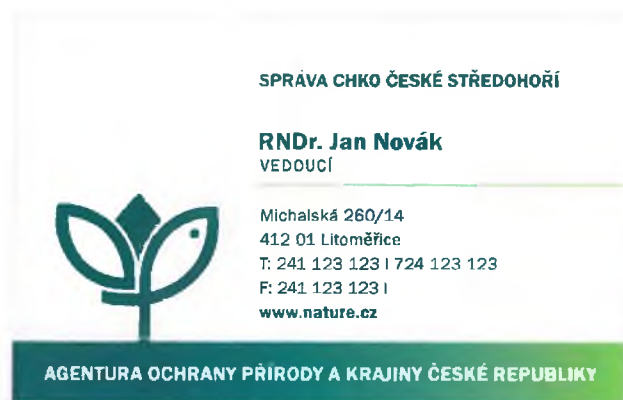 SPRÁVA CHKO ČESKÉ STŘEDOHOŘÍ
RNDr. Jan Novák
VEDOUCÍ
Michalská 260/14
412 01 Litoměřice
T: 241 123 123 I 724 123 123
F: 241 123 123 I
www.nature.cz
AGENTURA OCHRANY PŘÍRODY A KRAJINY ČESKÉ REPUBLIKY